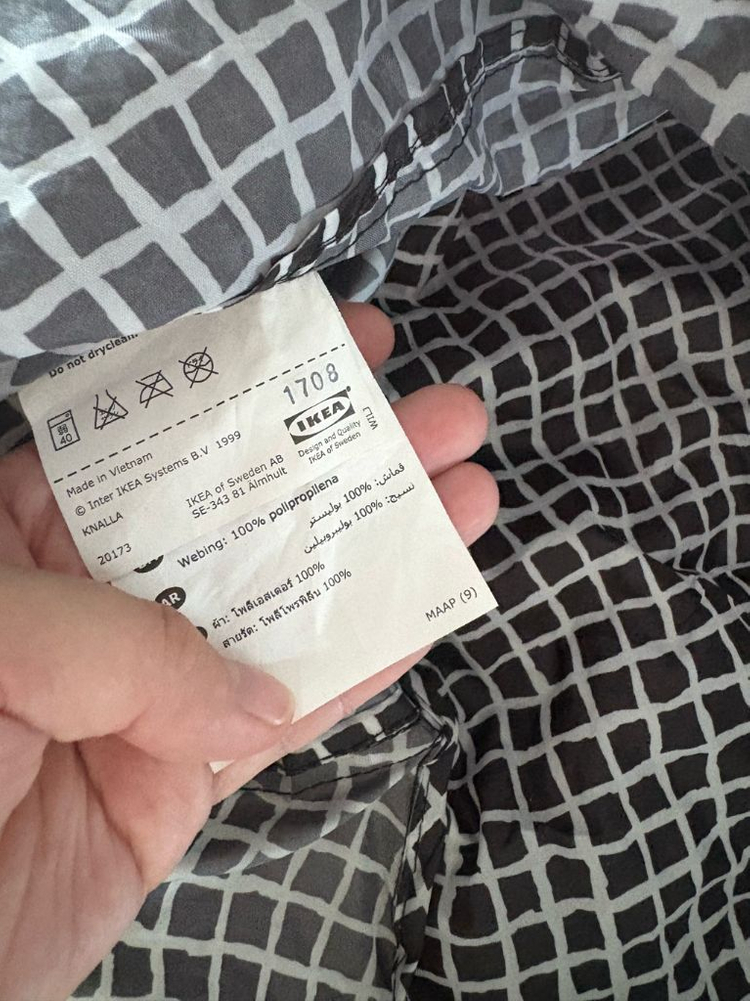 Do not dryclean.
40
1708
IKEA
Design and Quality
IKEA of Sweden
Made in Vietnam
© Inter IKEA Systems B.V 1999
IKEA of Sweden AB
SE-343 81 Älmhult
KNALLA
20173
Webing: 100% polipropilena
AR
قماش: 100% بوليستر
نسيج: 100% بوليبروبيلين
ผ้า: โพลีเอสเตอร์ 100%
สายรัด: โพลีโพรพิลีน 100%
MAAP (9)